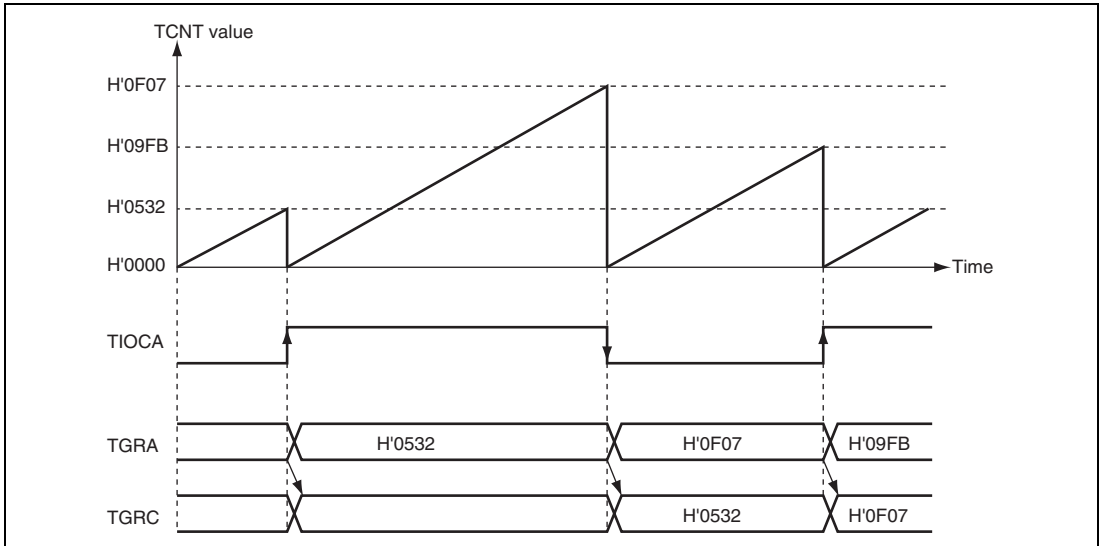 TCNT value
H'0F07
H'09FB
H'0532
H'0000
Time
TIOCA
TGRA H'0532 H'0F07 H'09FB
TGRC H'0532 H'0F07